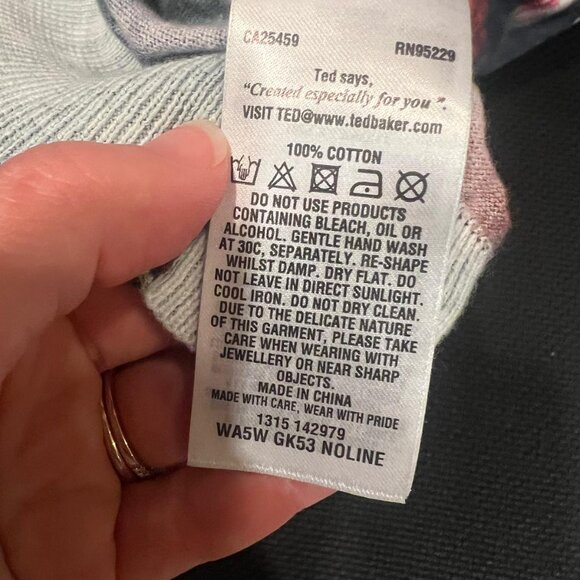 CA25459 RN95229
Ted says,
"Created especially for you".
VISIT TED@www.tedbaker.com
100% COTTON
DO NOT USE PRODUCTS
CONTAINING BLEACH, OIL OR
ALCOHOL. GENTLE HAND WASH
AT 30C, SEPARATELY. RE-SHAPE
WHILST DAMP. DRY FLAT. DO
NOT LEAVE IN DIRECT SUNLIGHT.
COOL IRON. DO NOT DRY CLEAN.
DUE TO THE DELICATE NATURE
OF THIS GARMENT, PLEASE TAKE
CARE WHEN WEARING WITH
JEWELLERY OR NEAR SHARP
OBJECTS.
MADE IN CHINA
MADE WITH CARE, WEAR WITH PRIDE
1315 142979
WA5W GK53 NOLINE